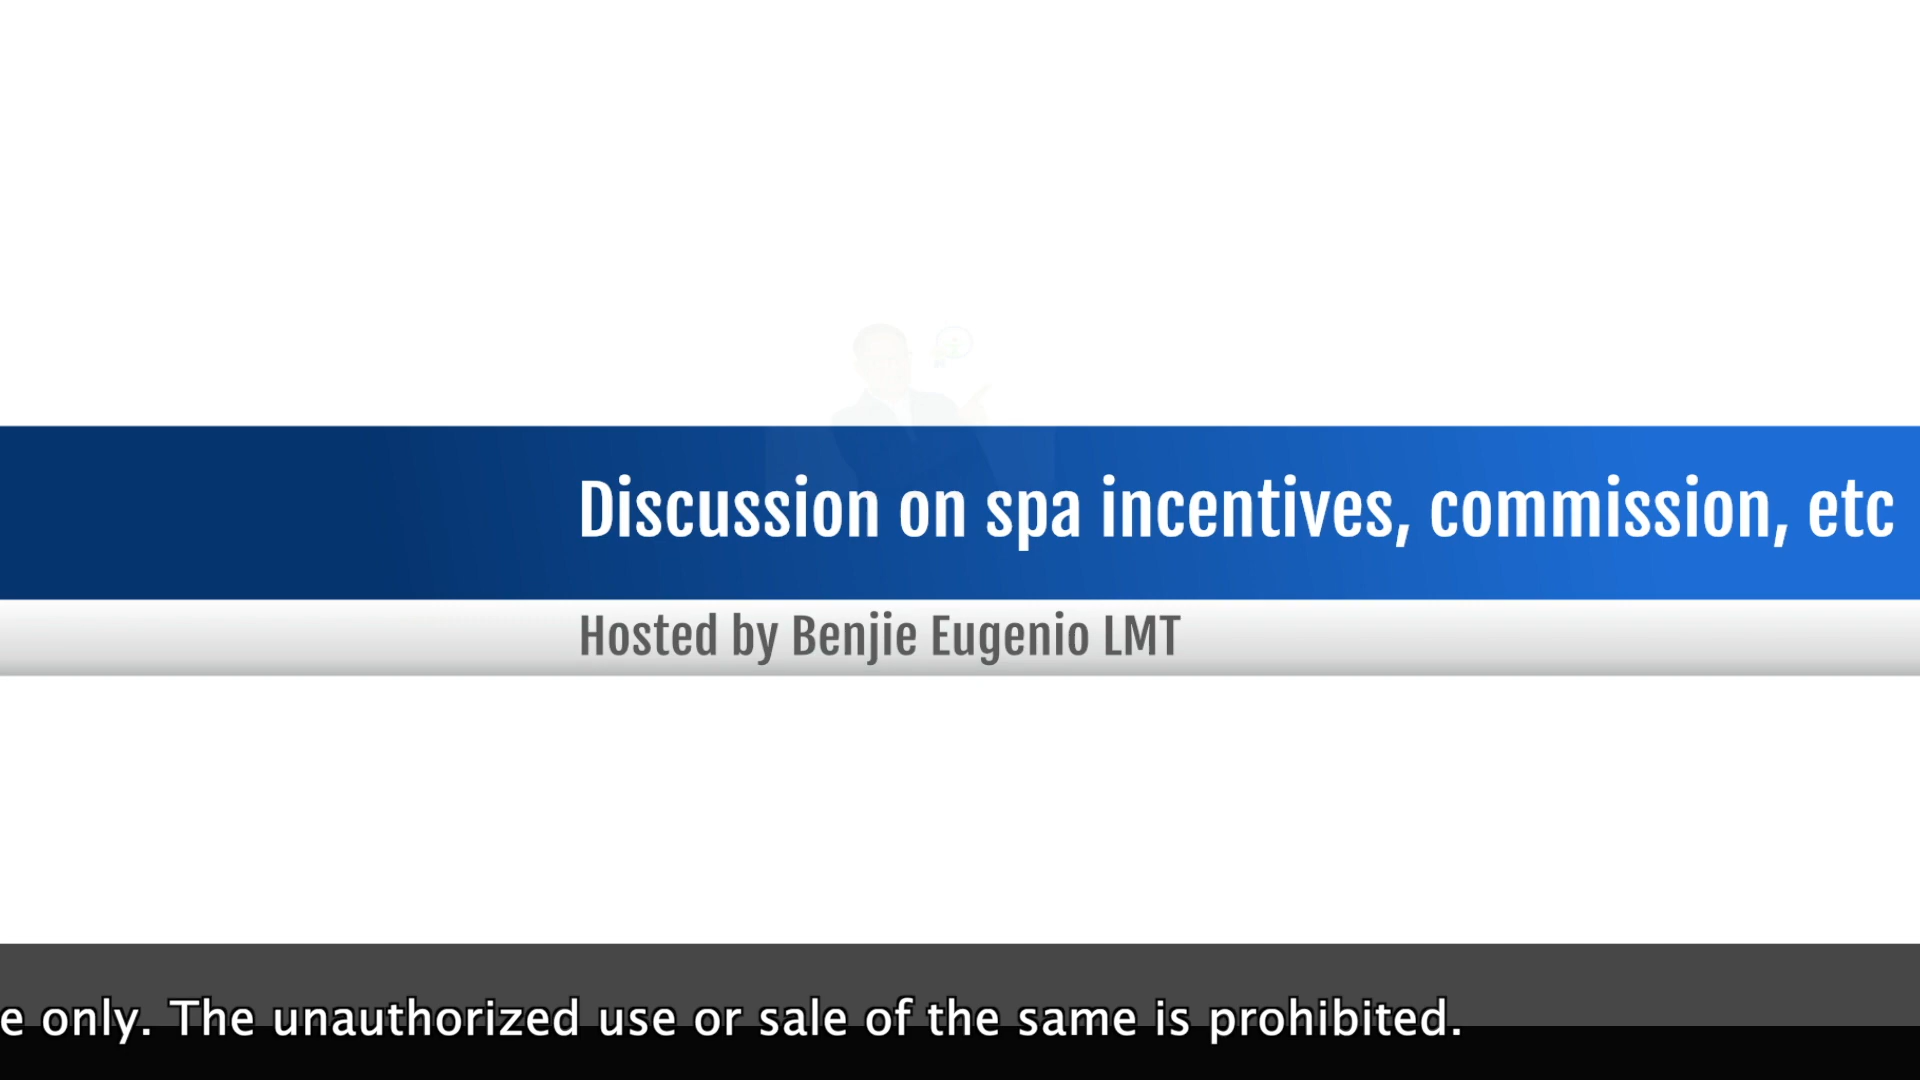 Discussion on spa incentives, commission, etc
Hosted by Benjie Eugenio LMT
e only. The unauthorized use or sale of the same is prohibited.